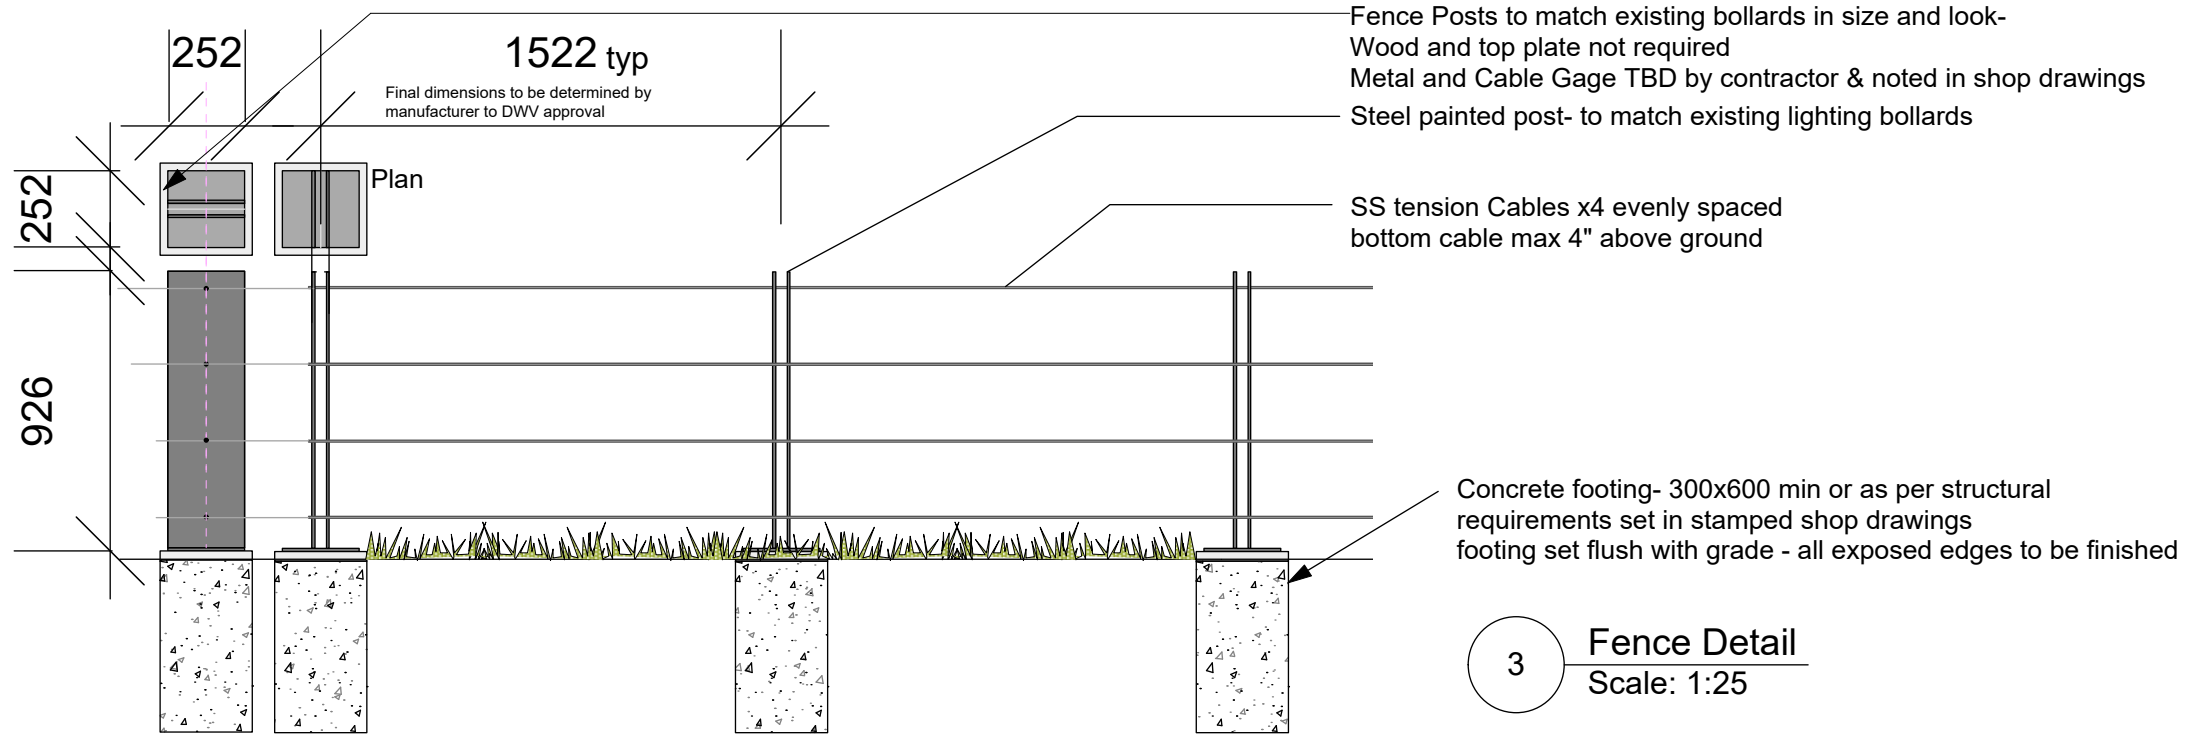 Fence Posts to match existing bollards in size and look-
Wood and top plate not required
Metal and Cable Gage TBD by contractor & noted in shop drawings
252
1522 typ
Final dimensions to be determined by
manufacturer to DWV approval
Steel painted post- to match existing lighting bollards
252
Plan
SS tension Cables x4 evenly spaced
bottom cable max 4" above ground
926
Concrete footing- 300x600 min or as per structural
requirements set in stamped shop drawings
footing set flush with grade - all exposed edges to be finished
3
Fence Detail
Scale: 1:25